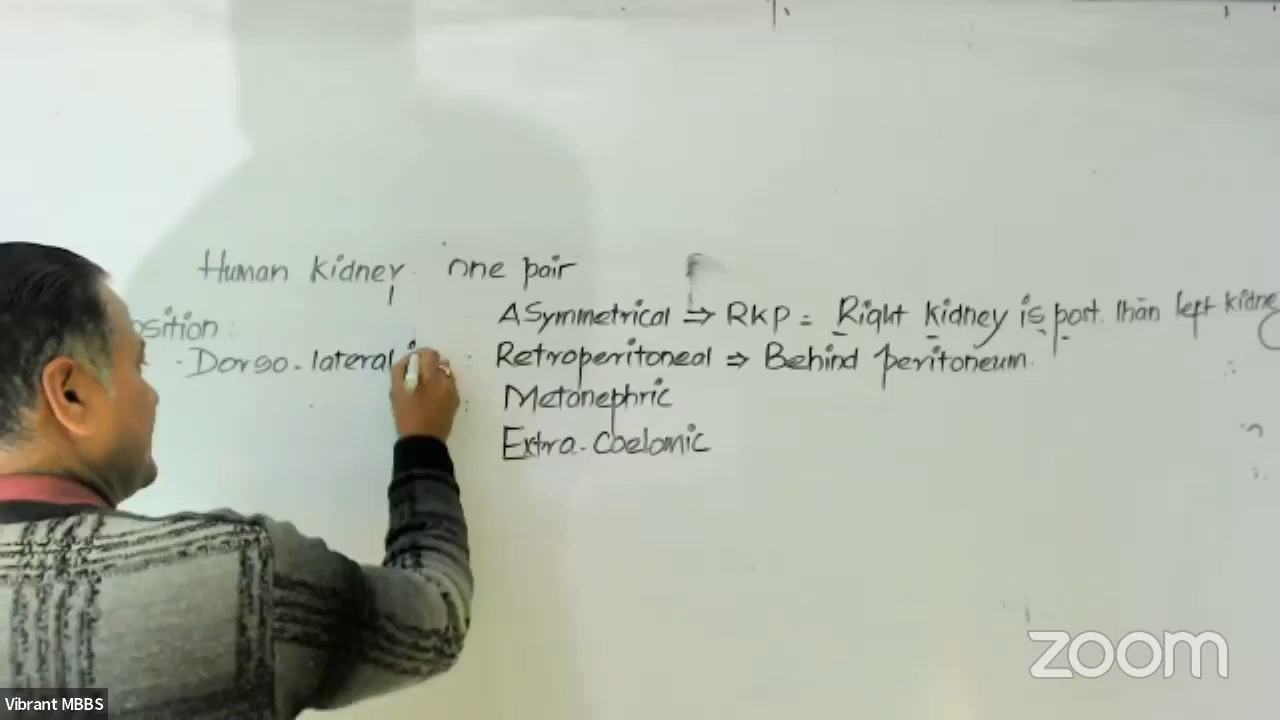 Human kidney one pair
Asymmetrical ⇒ RKP = Right kidney is post. than left kidney
osition :
- Dorso-lateral
: Retroperitoneal ⇒ Behind peritoneum.
: Metonephric
Extra-Coelomic
zoom
Vibrant MBBS